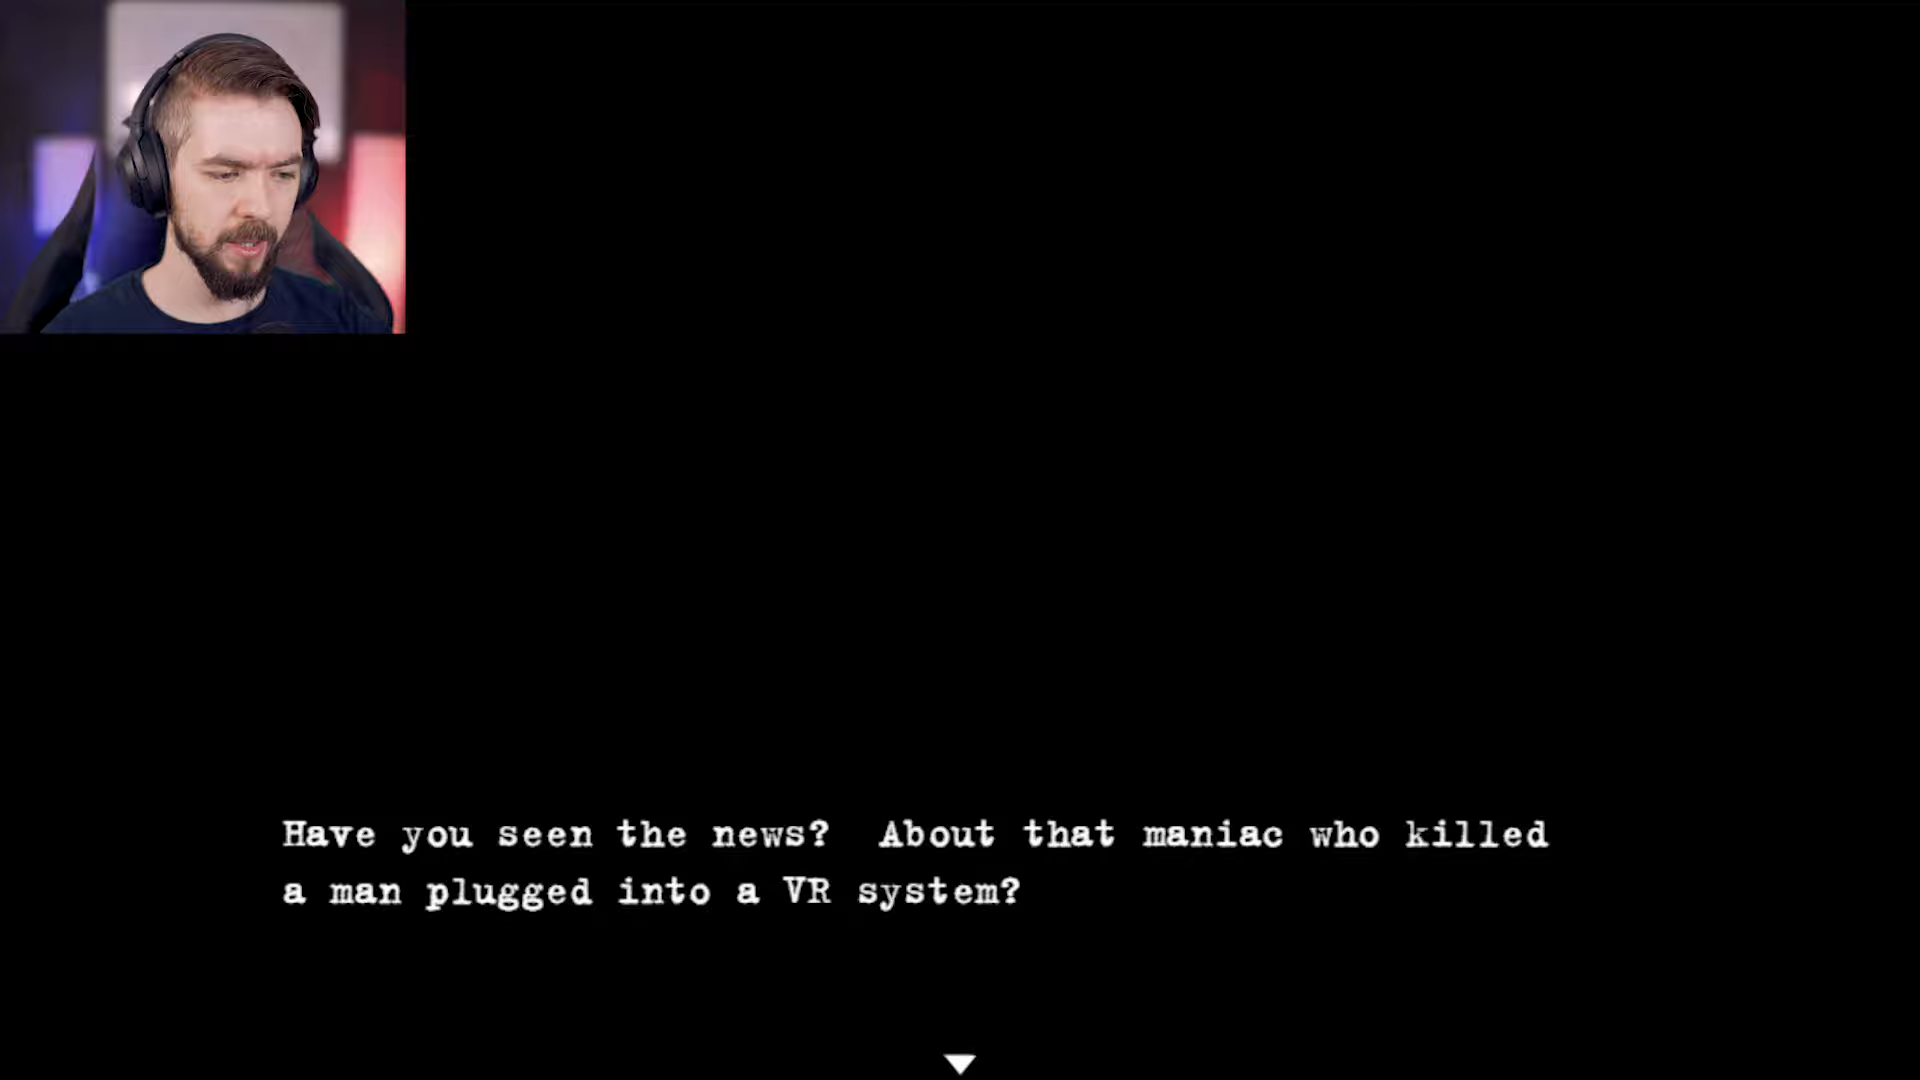 Have you seen the news?  About that maniac who killed
a man plugged into a VR system?